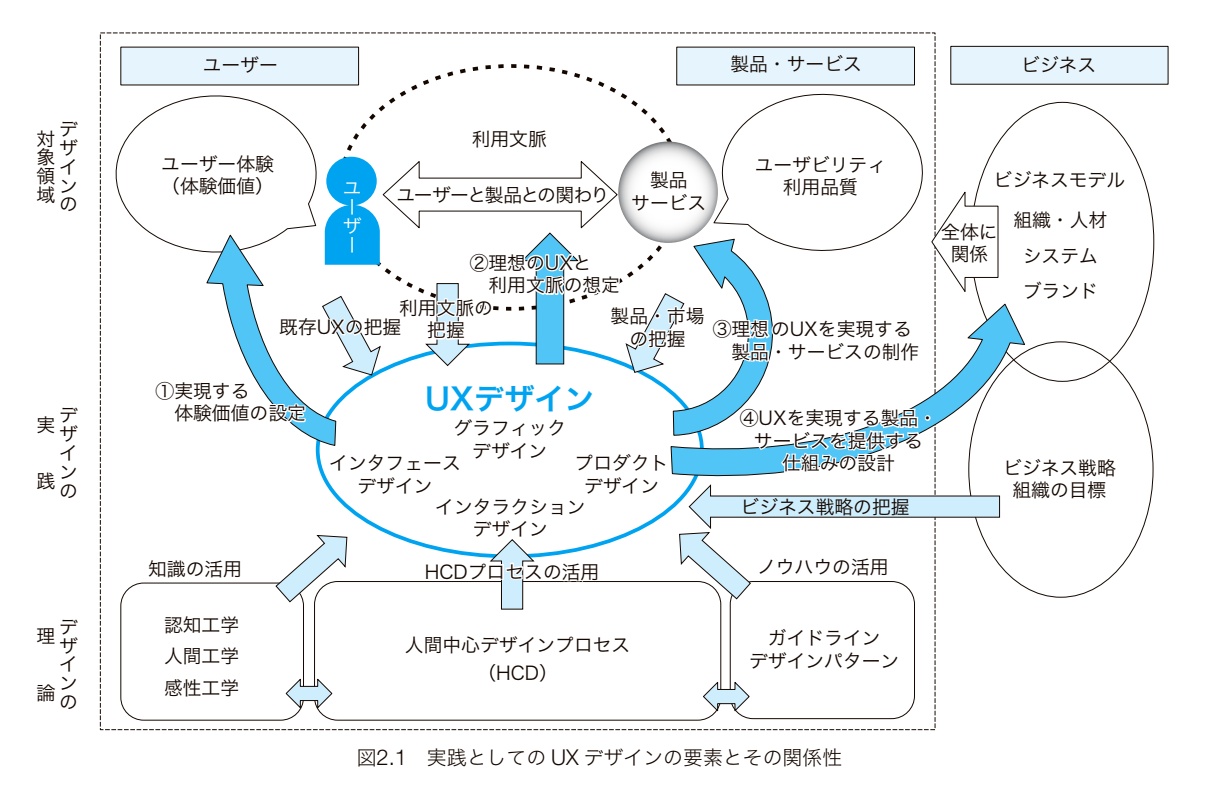 ユーザー
製品・サービス
ビジネス
デザインの
対象領域
ユーザー体験
（体験価値）
ユーザー
利用文脈
ユーザーと製品との関わり
製品
サービス
ユーザビリティ
利用品質
ビジネスモデル
組織・人材
システム
ブランド
全体に
関係
②理想のUXと
利用文脈の想定
既存UXの把握
利用文脈の
把握
製品・市場
の把握
③理想のUXを実現する
製品・サービスの制作
①実現する
体験価値の設定
デザインの
実践
UXデザイン
グラフィック
デザイン
インタフェース
デザイン
プロダクト
デザイン
インタラクション
デザイン
④UXを実現する製品・
サービスを提供する
仕組みの設計
ビジネス戦略
組織の目標
ビジネス戦略の把握
知識の活用
HCDプロセスの活用
ノウハウの活用
デザインの
理論
認知工学
人間工学
感性工学
人間中心デザインプロセス
（HCD）
ガイドライン
デザインパターン
図2.1　実践としての UX デザインの要素とその関係性